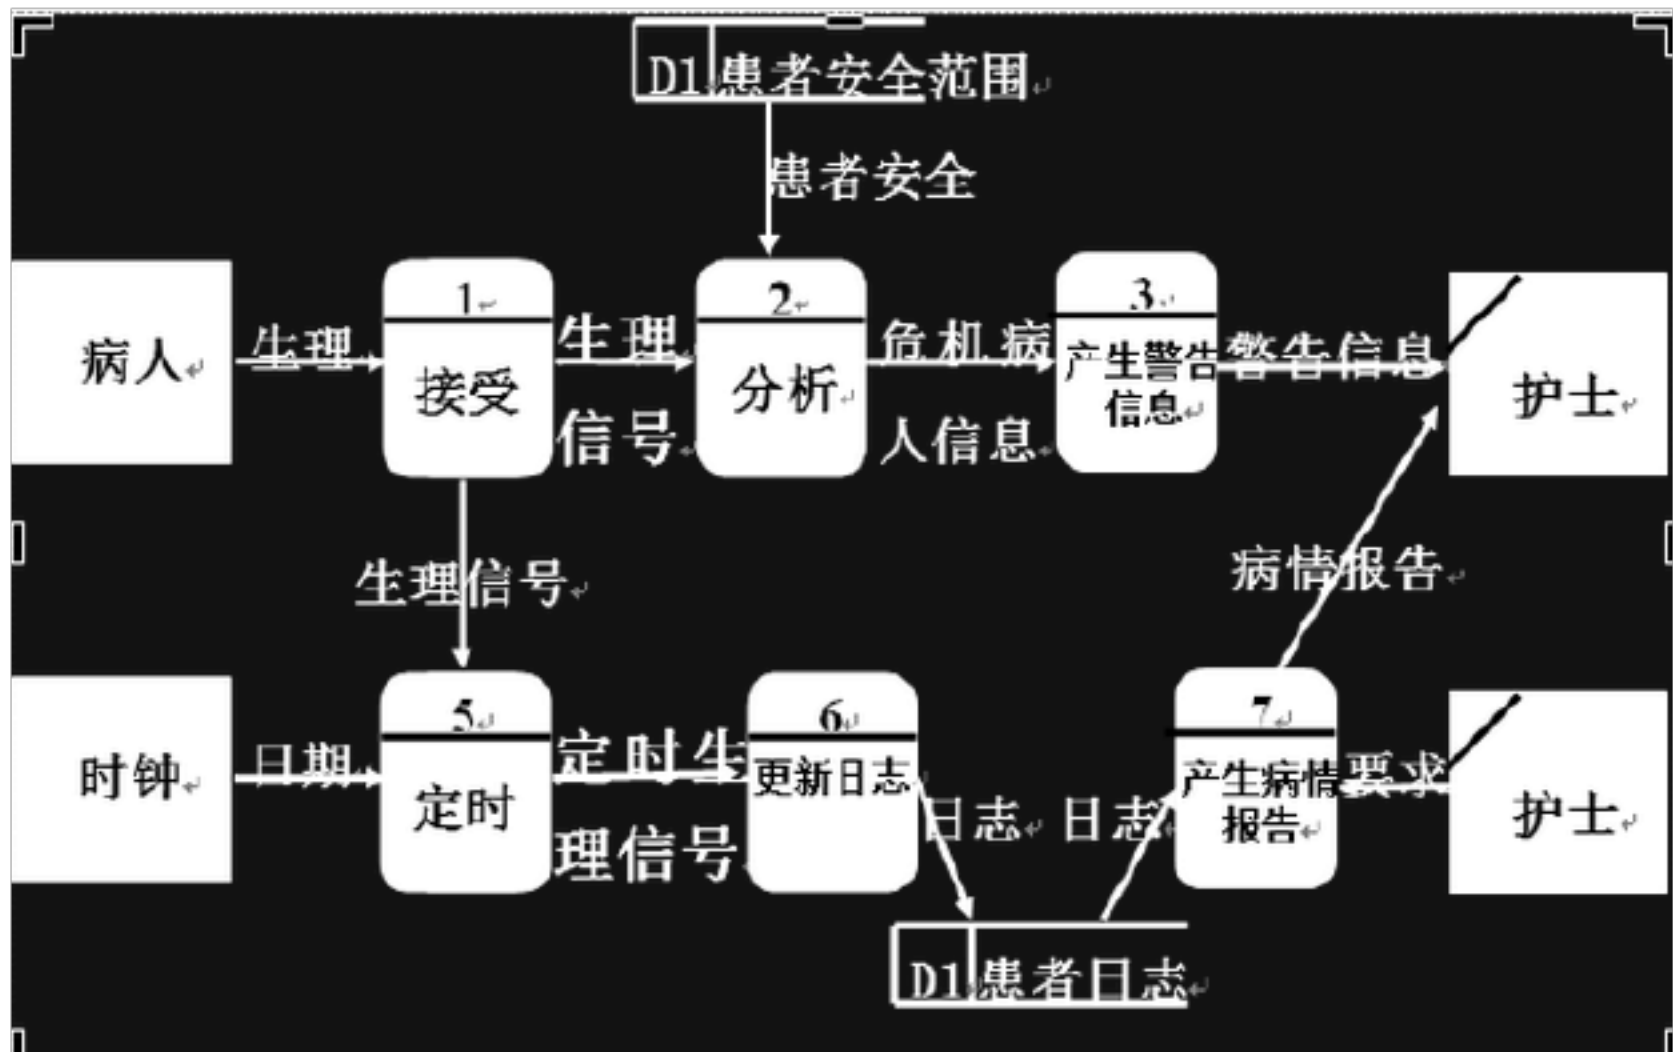 D1 患者安全范围
患者安全
1
2
3
病人
生理
接受
生理
信号
分析
危机病
人信息
产生警告
信息
警告信息
护士
生理信号
病情报告
5
6
7
时钟
日期
定时
定时生
理信号
更新日志
日志
日志
产生病情
报告
要求
护士
D1 患者日志